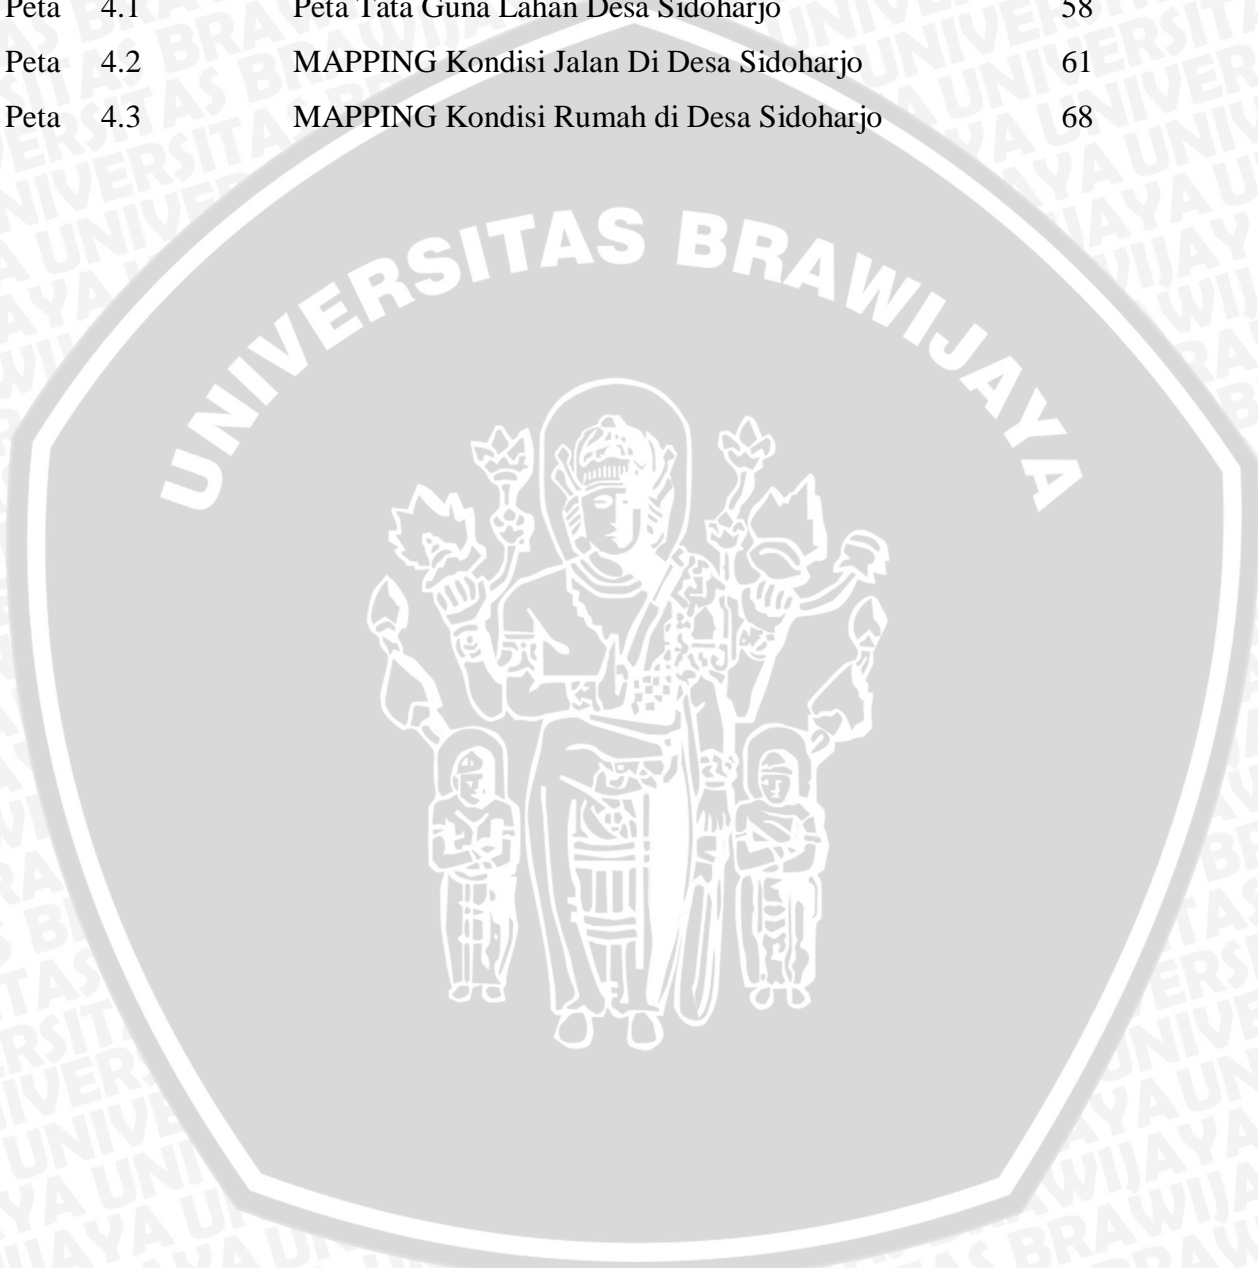 Peta 4.1 Peta Tata Guna Lahan Desa Sidoharjo 58
Peta 4.2 MAPPING Kondisi Jalan Di Desa Sidoharjo 61
Peta 4.3 MAPPING Kondisi Rumah di Desa Sidoharjo 68
UNIVERSITAS BRAWIJAYA